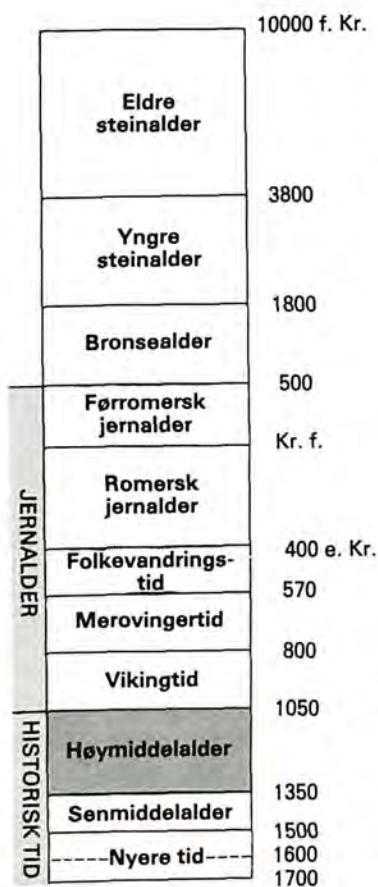 10000 f. Kr.
Eldre
steinalder
3800
Yngre
steinalder
1800
Bronsealder
500
Førromersk
jernalder
Kr. f.
Romersk
jernalder
400 e. Kr.
Folkevandrings-
tid
570
Merovingertid
800
Vikingtid
1050
Høymiddelalder
1350
Senmiddelalder
1500
Nyere tid
1600
1700
JERNALDER
HISTORISK TID